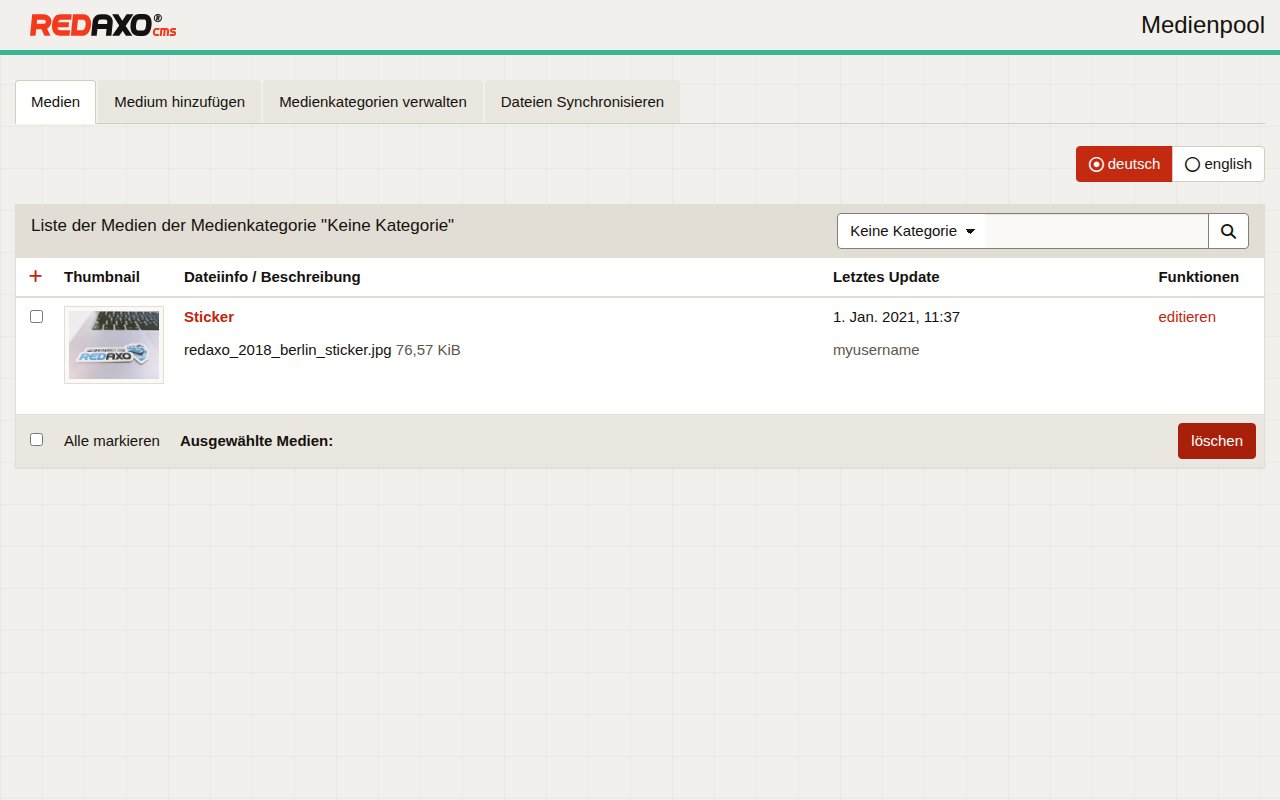 REDAXO® cms
Medienpool
Medien
Medium hinzufügen
Medienkategorien verwalten
Dateien Synchronisieren
deutsch
english
Liste der Medien der Medienkategorie "Keine Kategorie"
Keine Kategorie
+ Thumbnail Dateiinfo / Beschreibung Letztes Update Funktionen
REDAXO
Sticker 1. Jan. 2021, 11:37 editieren
redaxo_2018_berlin_sticker.jpg 76,57 KiB myusername
Alle markieren Ausgewählte Medien: löschen